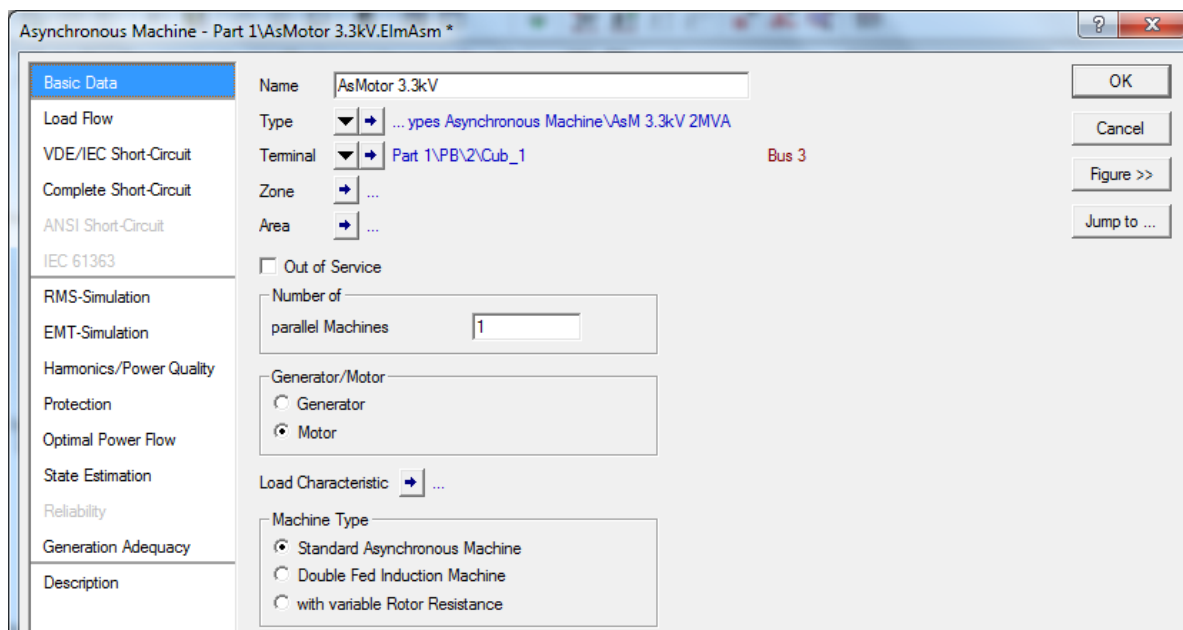 Asynchronous Machine - Part 1\AsMotor 3.3kV.ElmAsm *
?
X
Basic Data
Load Flow
VDE/IEC Short-Circuit
Complete Short-Circuit
ANSI Short-Circuit
IEC 61363
RMS-Simulation
EMT-Simulation
Harmonics/Power Quality
Protection
Optimal Power Flow
State Estimation
Reliability
Generation Adequacy
Description
Name AsMotor 3.3kV
Type ... ypes Asynchronous Machine\AsM 3.3kV 2MVA
Terminal Part 1\PB\2\Cub_1 Bus 3
Zone ...
Area ...
Out of Service
Number of
parallel Machines 1
Generator/Motor
Generator
Motor
Load Characteristic ...
Machine Type
Standard Asynchronous Machine
Double Fed Induction Machine
with variable Rotor Resistance
OK
Cancel
Figure >>
Jump to ...